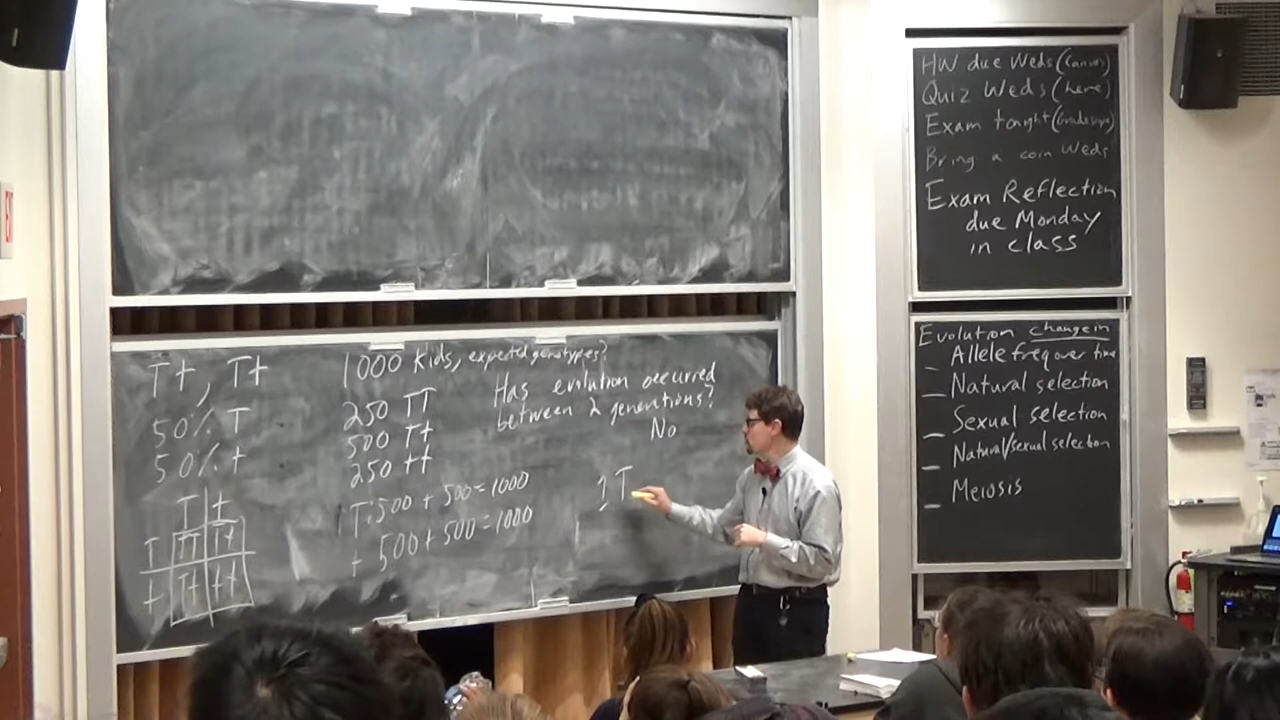 Tt, Tt
50% T
50% t
T t
T TT Tt
t Tt tt
1000 kids, expected genotypes?
250 TT
500 Tt
250 tt
T: 500 + 500 = 1000
t 500 + 500 = 1000
Has evolution occurred
between 2 generations?
No
1 T
HW due Weds (Canvas)
Quiz Weds (here)
Exam tonght (Gradescope)
Bring a coin Weds
Exam Reflection
due Monday
in class
Evolution change in
- Allele freq over time
- Natural selection
- Sexual selection
- Natural/sexual selection
- Meiosis
EXIT